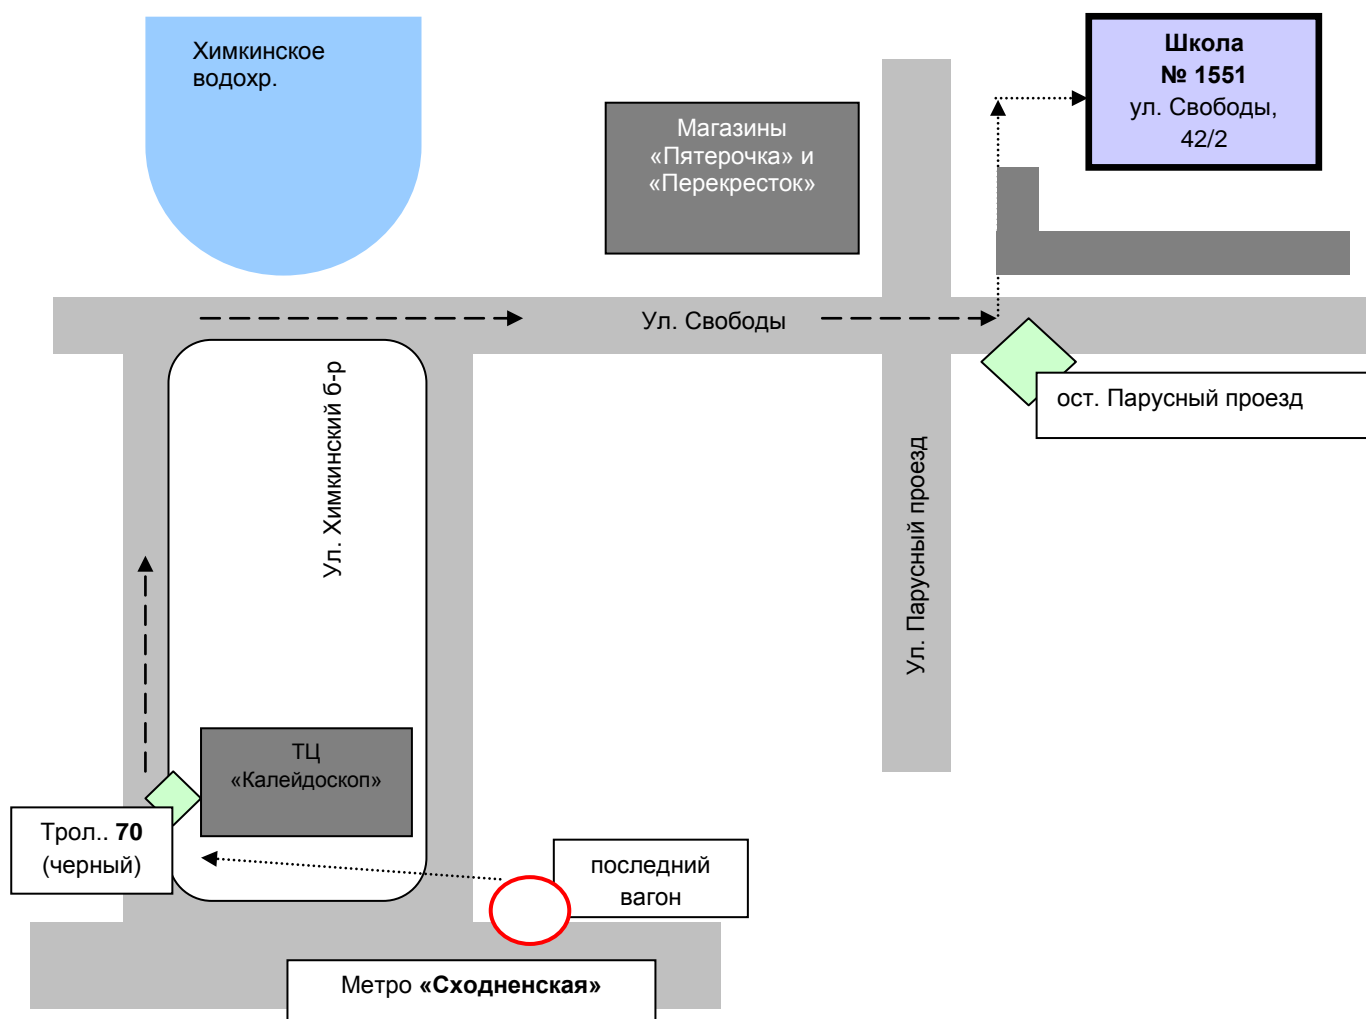 Химкинское
водохр.
Школа
№ 1551
ул. Свободы,
42/2
Магазины
«Пятерочка» и
«Перекресток»
Ул. Свободы
Ул. Химкинский б-р
ост. Парусный проезд
Ул. Парусный проезд
ТЦ
«Калейдоскоп»
Трол.. 70
(черный)
последний
вагон
Метро «Сходненская»